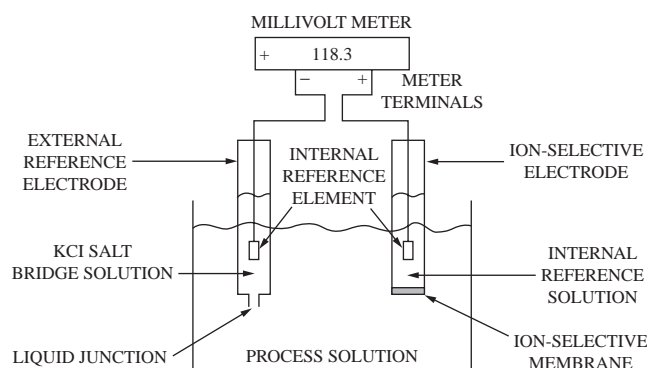 MILLIVOLT METER
+ 118.3
− +
METER
TERMINALS
EXTERNAL
REFERENCE
ELECTRODE
INTERNAL
REFERENCE
ELEMENT
ION-SELECTIVE
ELECTRODE
KCI SALT
BRIDGE SOLUTION
INTERNAL
REFERENCE
SOLUTION
LIQUID JUNCTION
PROCESS SOLUTION
ION-SELECTIVE
MEMBRANE